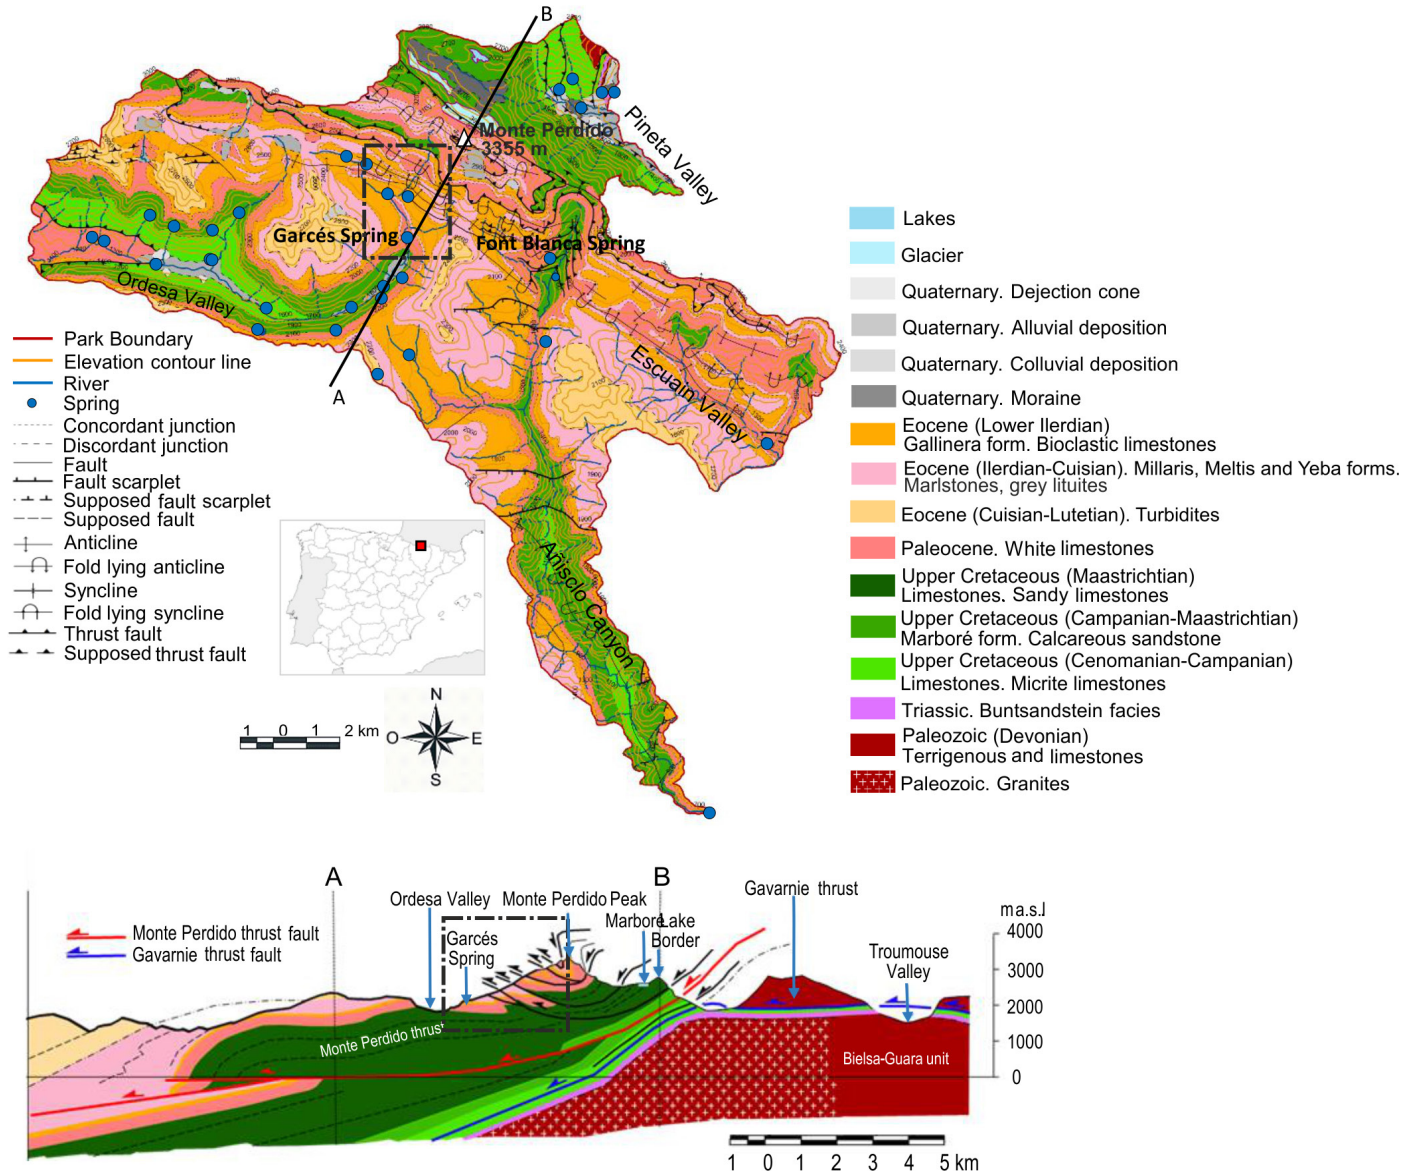 B
Monte Perdido
3355 m
Pineta Valley
Garcés Spring
Font Blanca Spring
Ordesa Valley
Escuain Valley
Añisclo Canyon
A
Park Boundary
Elevation contour line
River
Spring
Concordant junction
Discordant junction
Fault
Fault scarplet
Supposed fault scarplet
Supposed fault
Anticline
Fold lying anticline
Syncline
Fold lying syncline
Thrust fault
Supposed thrust fault
1 0 1 2 km
N
O E
S
Lakes
Glacier
Quaternary. Dejection cone
Quaternary. Alluvial deposition
Quaternary. Colluvial deposition
Quaternary. Moraine
Eocene (Lower Ilerdian)
Gallinera form. Bioclastic limestones
Eocene (Ilerdian-Cuisian). Millaris, Meltis and Yeba forms.
Marlstones, grey lituites
Eocene (Cuisian-Lutetian). Turbidites
Paleocene. White limestones
Upper Cretaceous (Maastrichtian)
Limestones. Sandy limestones
Upper Cretaceous (Campanian-Maastrichtian)
Marboré form. Calcareous sandstone
Upper Cretaceous (Cenomanian-Campanian)
Limestones. Micrite limestones
Triassic. Buntsandstein facies
Paleozoic (Devonian)
Terrigenous and limestones
Paleozoic. Granites
A
B
Ordesa Valley
Monte Perdido Peak
Gavarnie thrust
Marboré Lake
Border
Garcés
Spring
Troumouse
Valley
Monte Perdido thrust fault
Gavarnie thrust fault
Monte Perdido thrust
Bielsa-Guara unit
m a.s.l
4000
3000
2000
1000
0
1 0 1 2 3 4 5 km